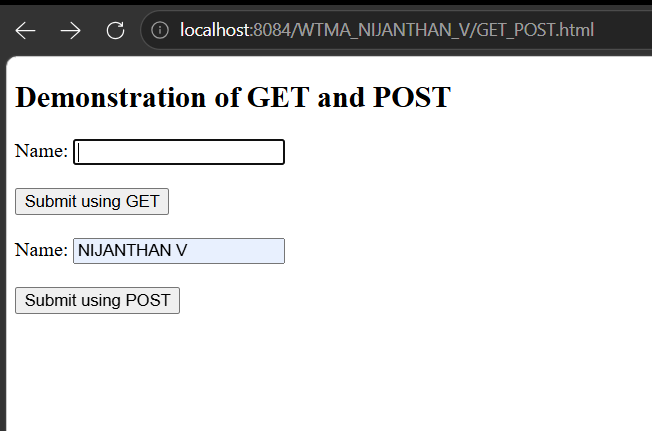 localhost:8084/WTMA_NIJANTHAN_V/GET_POST.html
Demonstration of GET and POST
Name:
Submit using GET
Name: NIJANTHAN V
Submit using POST